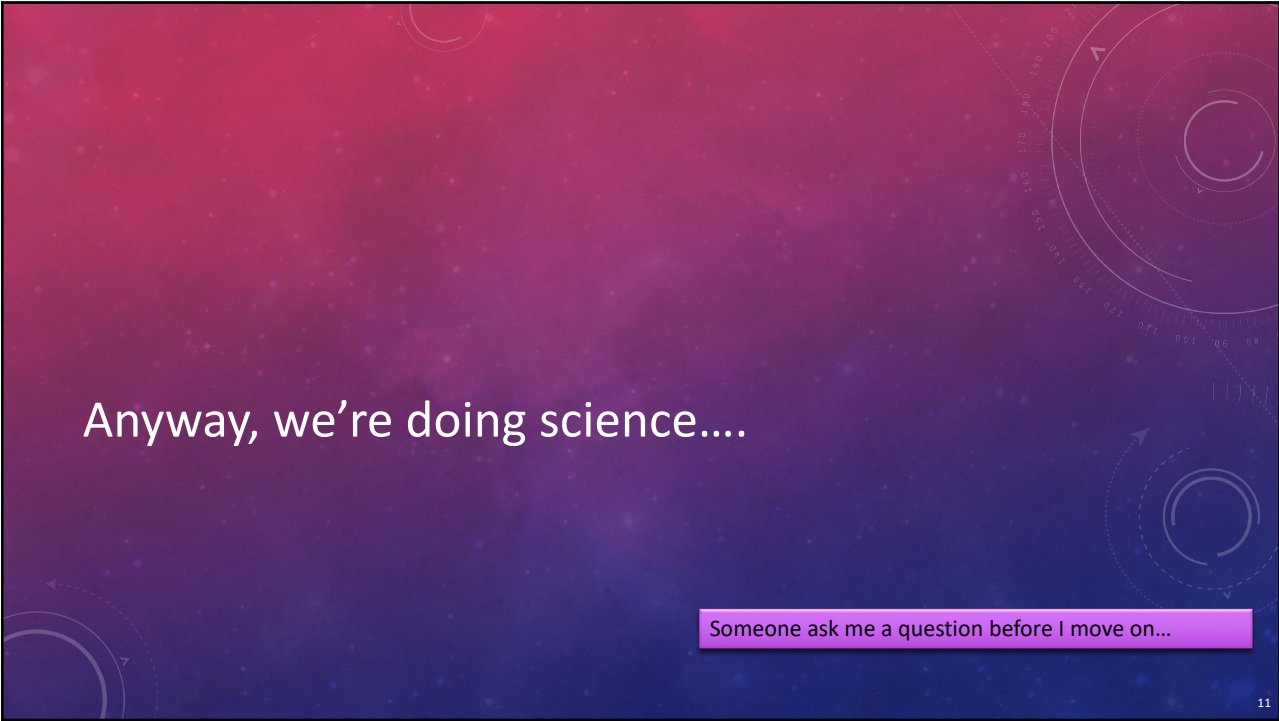 Anyway, we’re doing science….
Someone ask me a question before I move on…
11